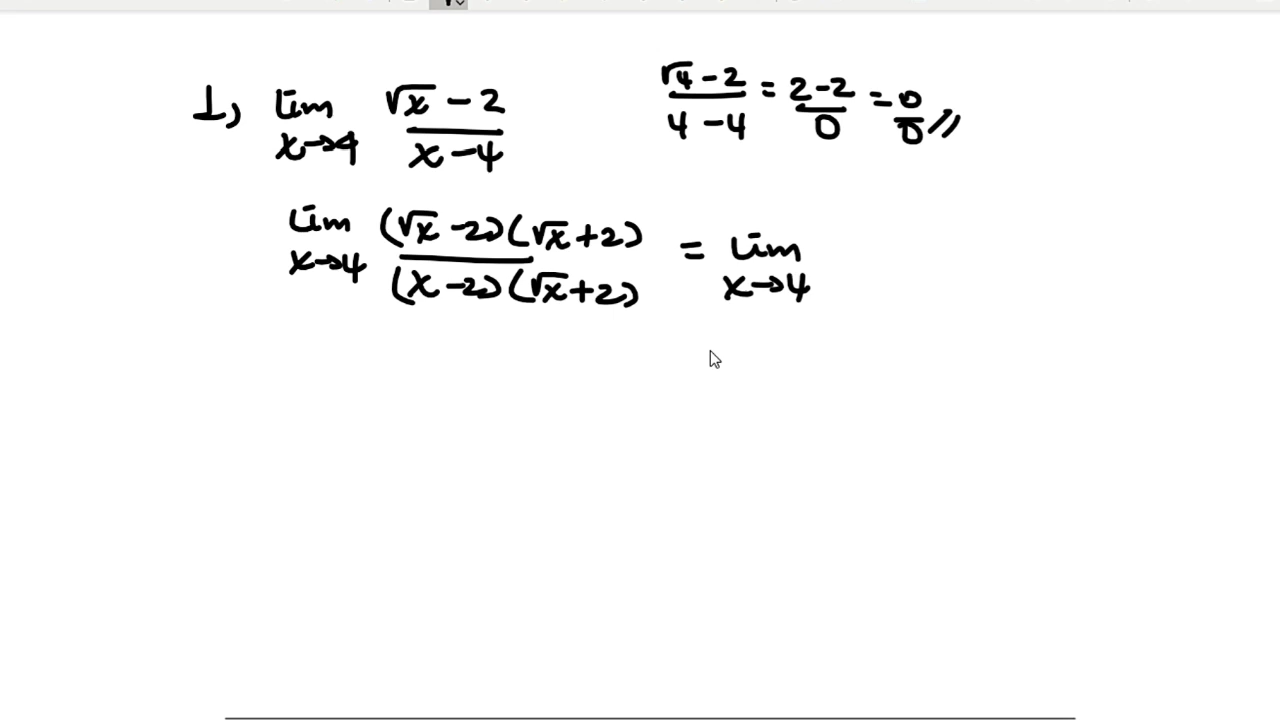 1, lim x→4 (√x - 2)/(x - 4) (√4 - 2)/(4 - 4) = (2 - 2)/0 = 0/0 //
lim x→4 ((√x - 2)(√x + 2))/((x - 2)(√x + 2)) = lim x→4